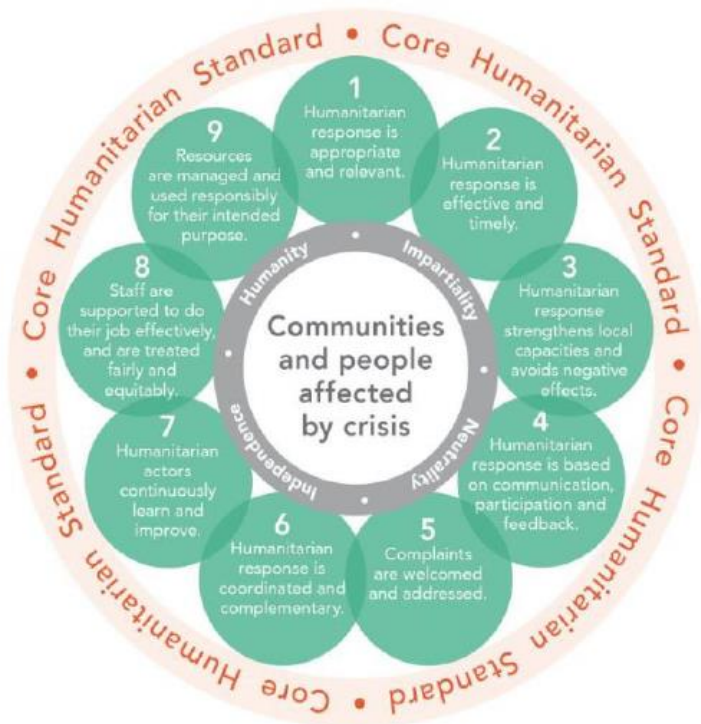 Core Humanitarian Standard • Core Humanitarian Standard • Core Humanitarian Standard • Core Humanitarian Standard • Core Humanitarian Standard •
1
Humanitarian
response is
appropriate
and relevant.
2
Humanitarian
response is
effective and
timely.
3
Humanitarian
response
strengthens local
capacities and
avoids negative
effects.
4
Humanitarian
response is based
on communication,
participation and
feedback.
5
Complaints
are welcomed
and addressed.
6
Humanitarian
response is
coordinated and
complementary.
7
Humanitarian
actors
continuously
learn and
improve.
8
Staff are
supported to do
their job effectively,
and are treated
fairly and
equitably.
9
Resources
are managed and
used responsibly
for their intended
purpose.
Humanity • Impartiality • Neutrality • Independence •
Communities
and people
affected
by crisis